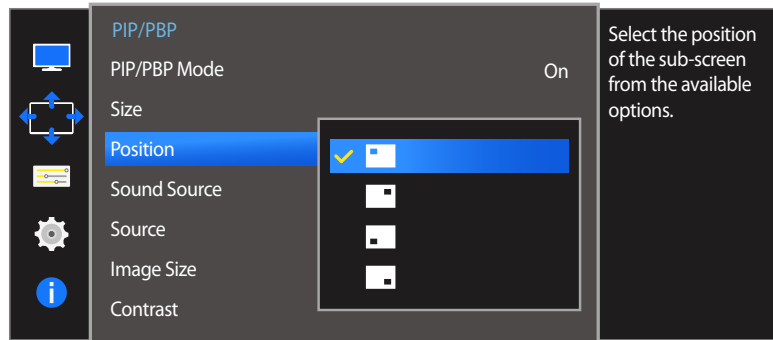 PIP/PBP
PIP/PBP Mode On
Size
Position
Sound Source
Source
Image Size
Contrast
Select the position
of the sub-screen
from the available
options.